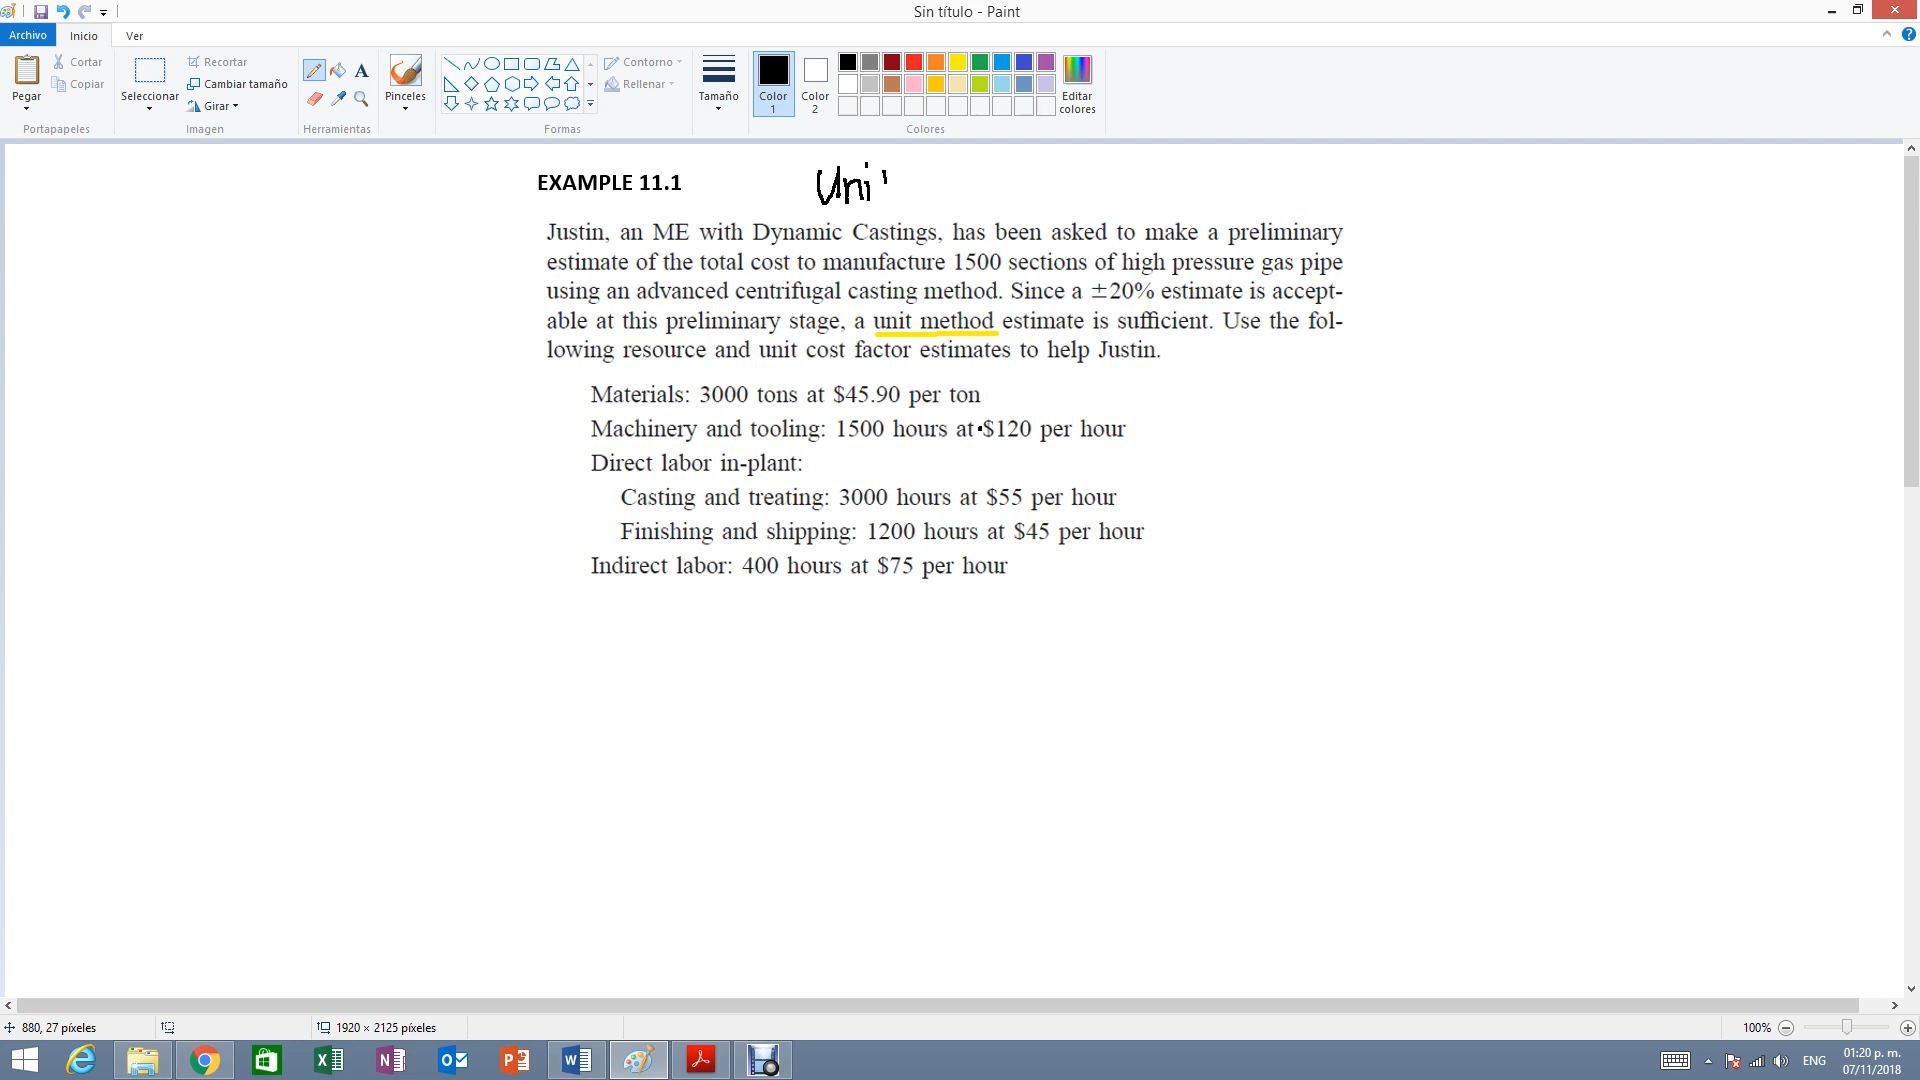 Sin título - Paint
Archivo Inicio Ver
Pegar
Cortar
Copiar
Portapapeles
Seleccionar
Recortar
Cambiar tamaño
Girar
Imagen
A
Herramientas
Pinceles
Contorno
Rellenar
Formas
Tamaño
Color 1
Color 2
Editar colores
Colores
EXAMPLE 11.1
Uni
Justin, an ME with Dynamic Castings, has been asked to make a preliminary
estimate of the total cost to manufacture 1500 sections of high pressure gas pipe
using an advanced centrifugal casting method. Since a ±20% estimate is accept-
able at this preliminary stage, a unit method estimate is sufficient. Use the fol-
lowing resource and unit cost factor estimates to help Justin.
Materials: 3000 tons at $45.90 per ton
Machinery and tooling: 1500 hours at $120 per hour
Direct labor in-plant:
Casting and treating: 3000 hours at $55 per hour
Finishing and shipping: 1200 hours at $45 per hour
Indirect labor: 400 hours at $75 per hour
880, 27 píxeles
1920 × 2125 píxeles
100%
ENG
01:20 p. m.
07/11/2018